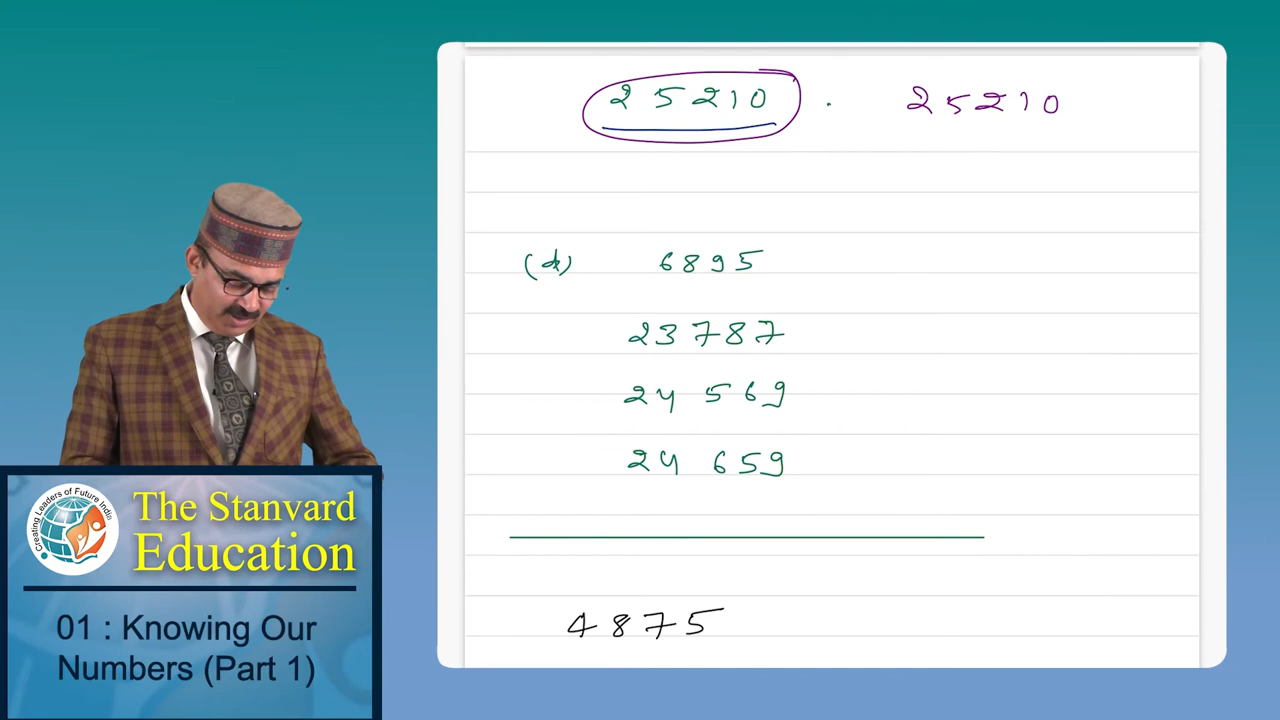 25210 . 25210
(d) 6895
23787
24569
24659
4875
Creating Leaders of Future India
The Stanvard
Education
01 : Knowing Our
Numbers (Part 1)